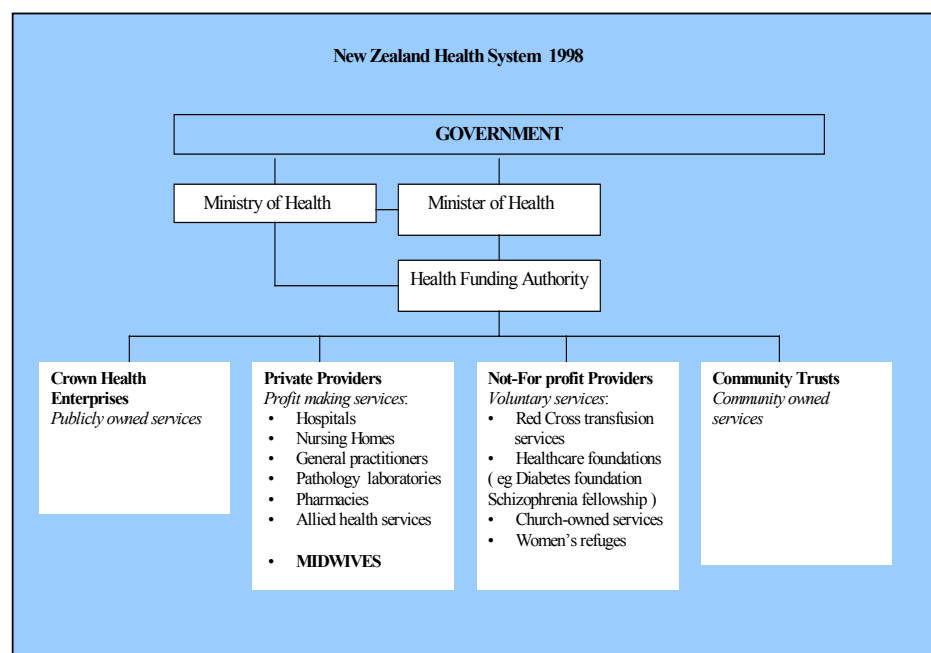 New Zealand Health System 1998
GOVERNMENT
Ministry of Health
Minister of Health
Health Funding Authority
Crown Health
Enterprises
Publicly owned services
Private Providers
Profit making services:
• Hospitals
• Nursing Homes
• General practitioners
• Pathology laboratories
• Pharmacies
• Allied health services
• MIDWIVES
Not-For profit Providers
Voluntary services:
• Red Cross transfusion
services
• Healthcare foundations
( eg Diabetes foundation
Schizophrenia fellowship )
• Church-owned services
• Women’s refuges
Community Trusts
Community owned
services